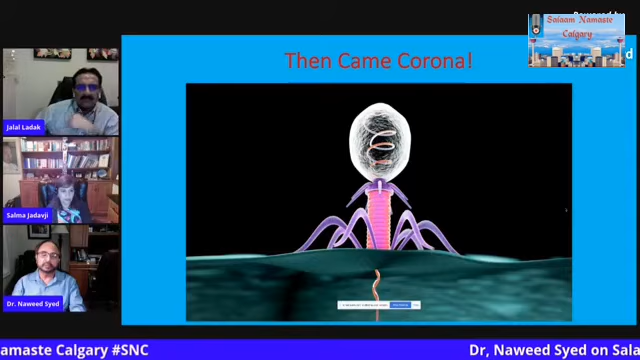 Salaam Namaste
Calgary
Then Came Corona!
Jalal Ladak
Salma Jadavji
Dr. Naweed Syed
amaste Calgary #SNC
Dr, Naweed Syed on Sala